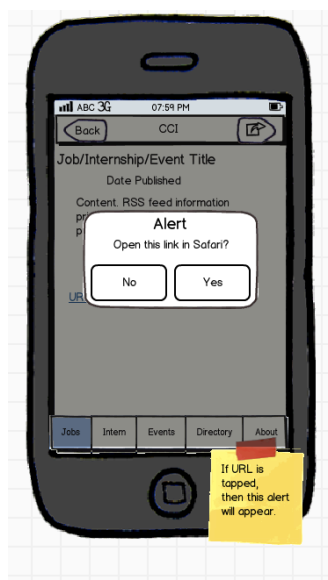 ABC 3G 07:59 PM
Back CCI
Job/Internship/Event Title
Date Published
Content. RSS feed information
Alert
Open this link in Safari?
No Yes
Jobs Intern Events Directory About
If URL is
tapped,
then this alert
will appear.